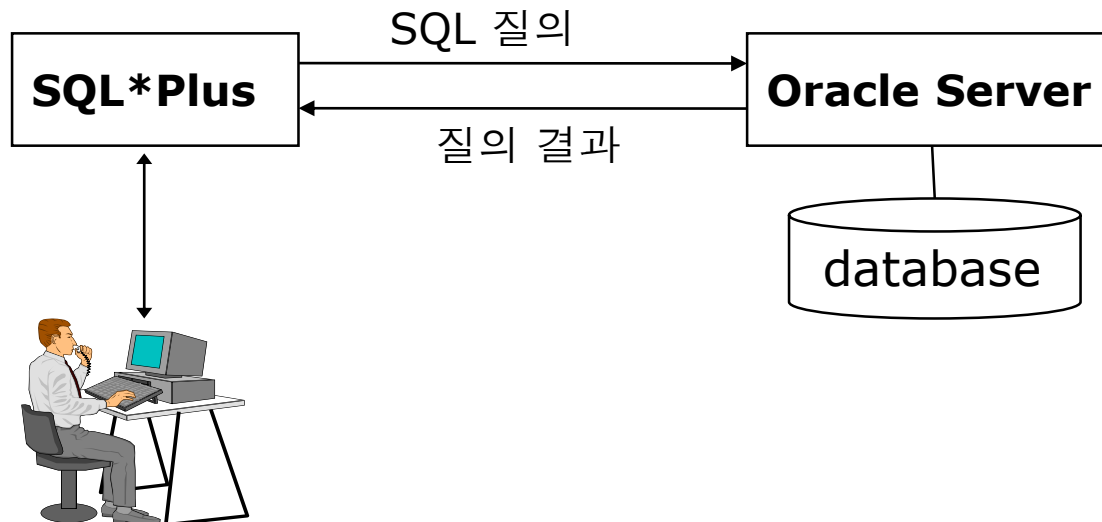 SQL 질의
SQL*Plus
Oracle Server
질의 결과
database